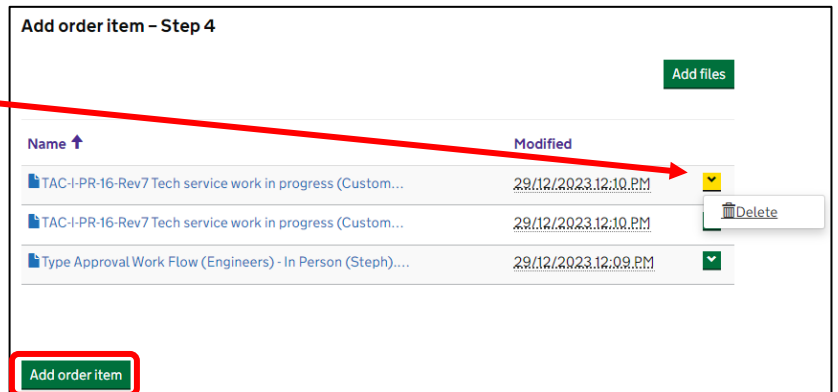 Add order item – Step 4
Add files
Name Modified
TAC-I-PR-16-Rev7 Tech service work in progress (Custom... 29/12/2023 12:10 PM
Delete
TAC-I-PR-16-Rev7 Tech service work in progress (Custom... 29/12/2023 12:10 PM
Type Approval Work Flow (Engineers) - In Person (Steph).... 29/12/2023 12:09 PM
Add order item